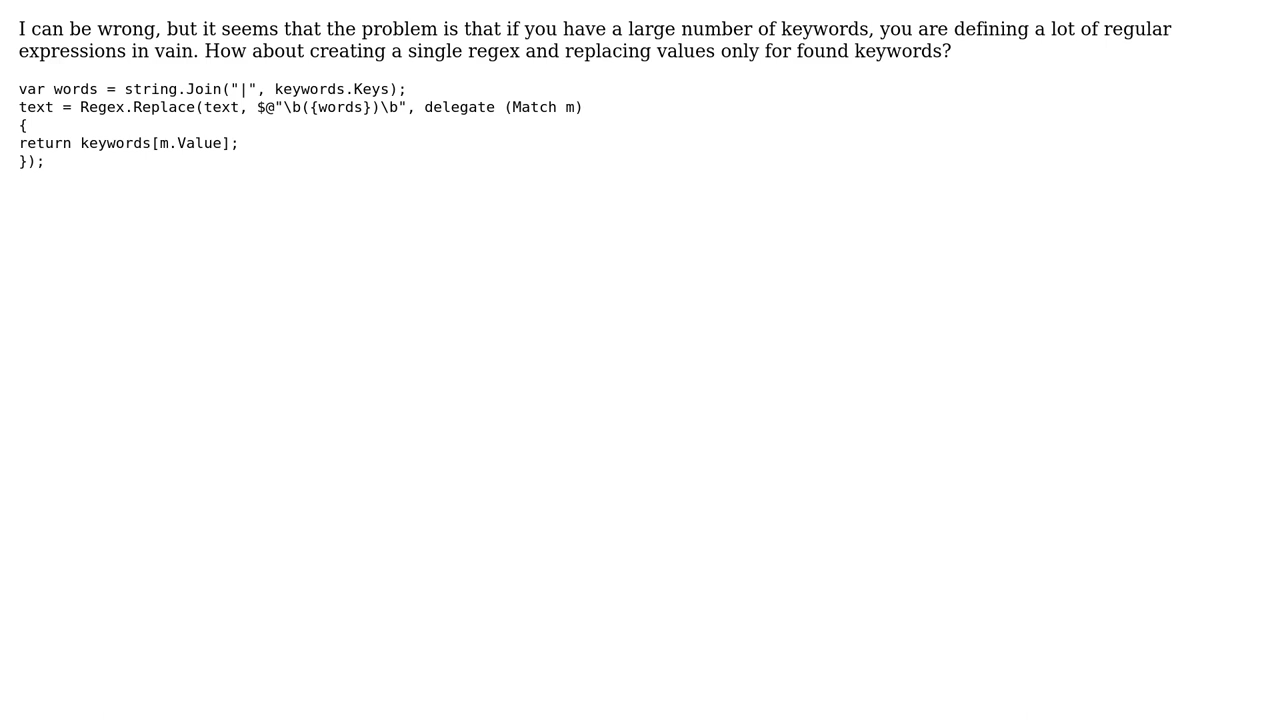 I can be wrong, but it seems that the problem is that if you have a large number of keywords, you are defining a lot of regular
expressions in vain. How about creating a single regex and replacing values only for found keywords?
var words = string.Join("|", keywords.Keys);
text = Regex.Replace(text, $@"\b({words})\b", delegate (Match m)
{
return keywords[m.Value];
});